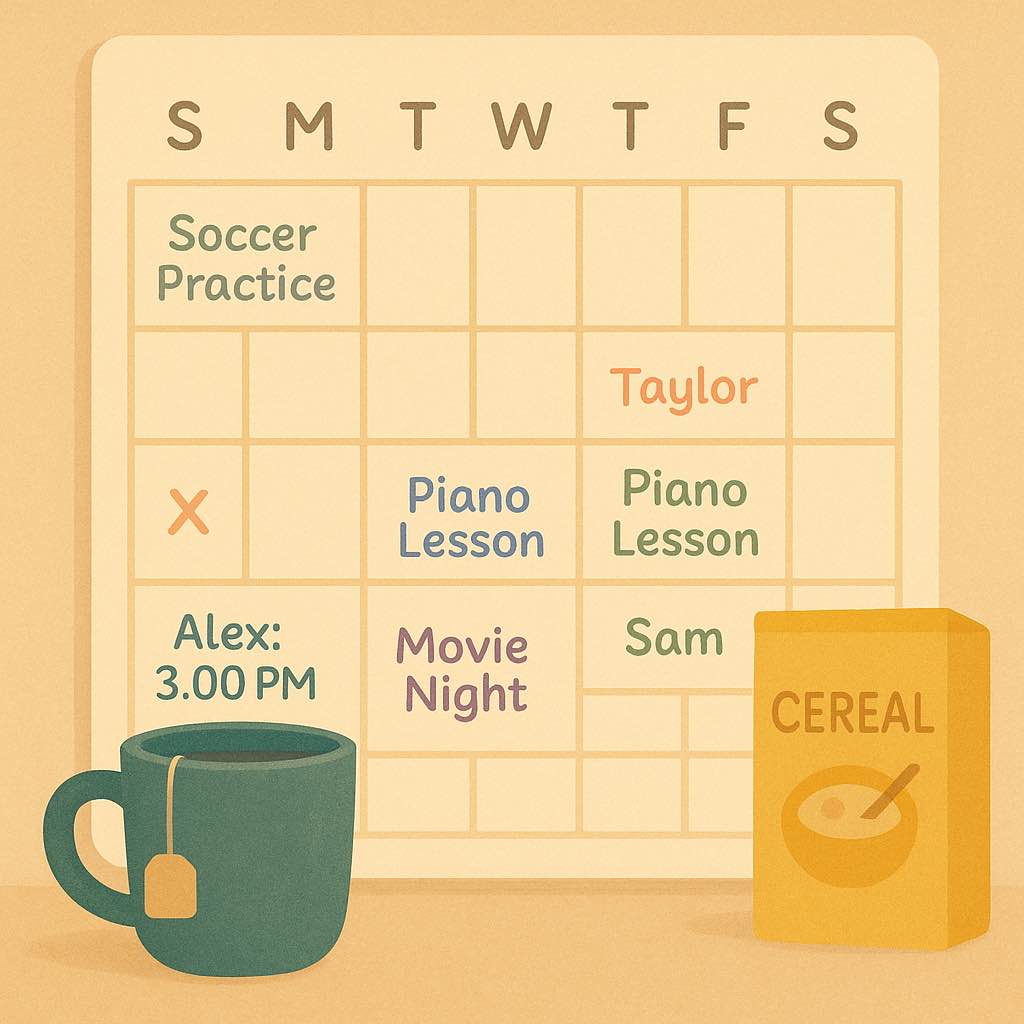 S M T W T F S
Soccer
Practice
Taylor
X
Piano
Lesson
Piano
Lesson
Alex:
3.00 PM
Movie
Night
Sam
CEREAL